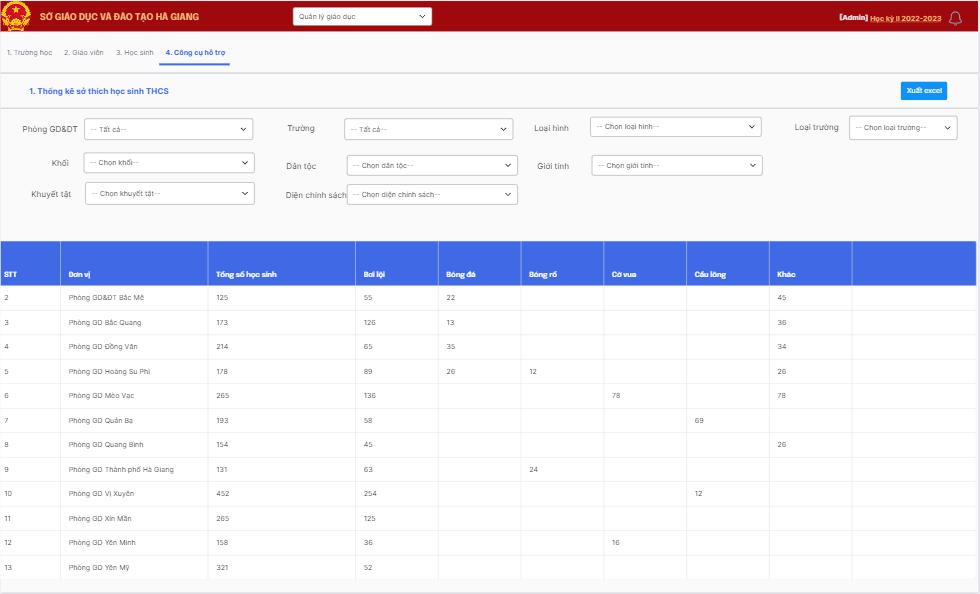 SỞ GIÁO DỤC VÀ ĐÀO TẠO HÀ GIANG
Quản lý giáo dục
[Admin] Học kỳ II 2022-2023
1. Trường học 2. Giáo viên 3. Học sinh 4. Công cụ hỗ trợ
1. Thống kê sở thích học sinh THCS
Xuất excel
Phòng GD&ĐT -- Tất cả-- Trường -- Tất cả-- Loại hình -- Chọn loại hình-- Loại trường -- Chọn loại trường--
Khối -- Chọn khối-- Dân tộc -- Chọn dân tộc-- Giới tính -- Chọn giới tính--
Khuyết tật -- Chọn khuyết tật-- Diện chính sách -- Chọn diện chính sách--
STT Đơn vị Tổng số học sinh Bơi lội Bóng đá Bóng rổ Cờ vua Cầu lông Khác
2 Phòng GD&ĐT Bắc Mê 125 55 22 45
3 Phòng GD Bắc Quang 173 126 13 36
4 Phòng GD Đồng Văn 214 65 35 34
5 Phòng GD Hoàng Su Phì 178 89 26 12 26
6 Phòng GD Mèo Vạc 265 136 78 78
7 Phòng GD Quản Bạ 193 58 69
8 Phòng GD Quang Bình 154 45 26
9 Phòng GD Thành phố Hà Giang 131 63 24
10 Phòng GD Vị Xuyên 452 254 12
11 Phòng GD Xín Mần 265 125
12 Phòng GD Yên Minh 158 36 16
13 Phòng GD Yên Mỹ 321 52